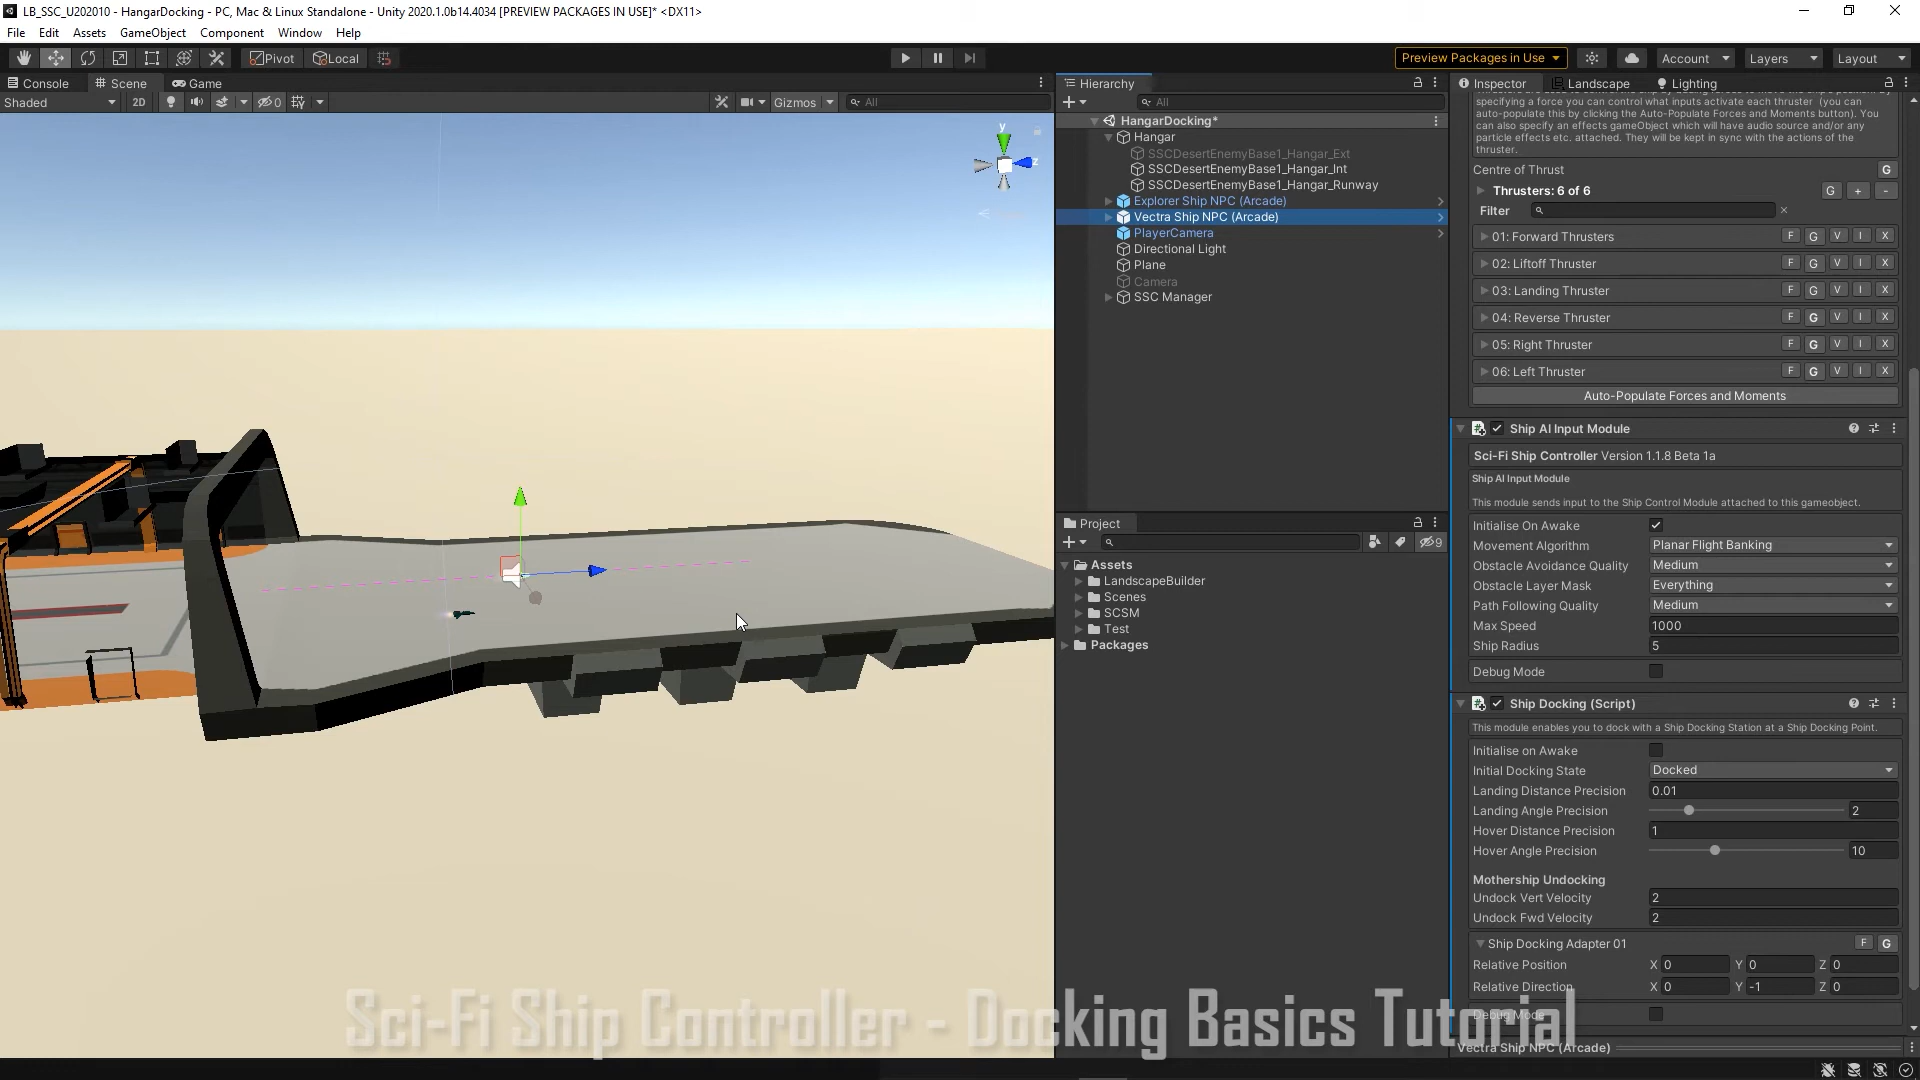 LB_SSC_U202010 - HangarDocking - PC, Mac & Linux Standalone - Unity 2020.1.0b14.4034 [PREVIEW PACKAGES IN USE]* <DX11>
File Edit Assets GameObject Component Window Help
Pivot Local Preview Packages in Use Account Layers Layout
Console Scene Game
Shaded 2D 0 Gizmos All
y
z
Hierarchy
All
HangarDocking*
Hangar
SSCDesertEnemyBase1_Hangar_Ext
SSCDesertEnemyBase1_Hangar_Int
SSCDesertEnemyBase1_Hangar_Runway
Explorer Ship NPC (Arcade)
Vectra Ship NPC (Arcade)
PlayerCamera
Directional Light
Plane
Camera
SSC Manager
Project
9
Assets
LandscapeBuilder
Scenes
SCSM
Test
Packages
Inspector Landscape Lighting
specifying a force you can control what inputs activate each thruster (you can
auto-populate this by clicking the Auto-Populate Forces and Moments button). You
can also specify an effects gameObject which will have audio source and/or any
particle effects etc. attached. They will be kept in sync with the actions of the
thruster.
Centre of Thrust G
Thrusters: 6 of 6 G + -
Filter X
01: Forward Thrusters F G V I X
02: Liftoff Thruster F G V I X
03: Landing Thruster F G V I X
04: Reverse Thruster F G V I X
05: Right Thruster F G V I X
06: Left Thruster F G V I X
Auto-Populate Forces and Moments
Ship AI Input Module
Sci-Fi Ship Controller Version 1.1.8 Beta 1a
Ship AI Input Module
This module sends input to the Ship Control Module attached to this gameobject.
Initialise On Awake
Movement Algorithm Planar Flight Banking
Obstacle Avoidance Quality Medium
Obstacle Layer Mask Everything
Path Following Quality Medium
Max Speed 1000
Ship Radius 5
Debug Mode
Ship Docking (Script)
This module enables you to dock with a Ship Docking Station at a Ship Docking Point.
Initialise on Awake
Initial Docking State Docked
Landing Distance Precision 0.01
Landing Angle Precision 2
Hover Distance Precision 1
Hover Angle Precision 10
Mothership Undocking
Undock Vert Velocity 2
Undock Fwd Velocity 2
Ship Docking Adapter 01 F G
Relative Position X 0 Y 0 Z 0
Relative Direction X 0 Y -1 Z 0
Debug Mode
Vectra Ship NPC (Arcade)
Sci-Fi Ship Controller - Docking Basics Tutorial